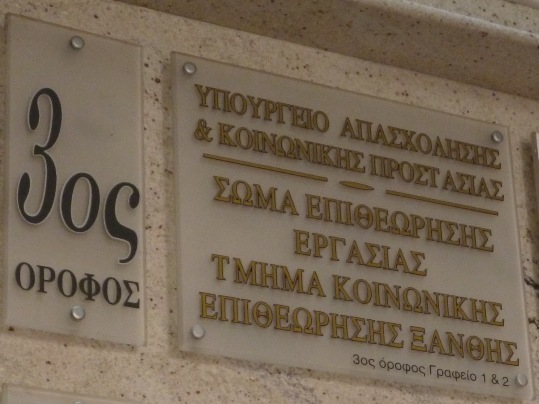 3ος
ΟΡΟΦΟΣ
ΥΠΟΥΡΓΕΙΟ ΑΠΑΣΧΟΛΗΣΗΣ
& ΚΟΙΝΩΝΙΚΗΣ ΠΡΟΣΤΑΣΙΑΣ
ΣΩΜΑ ΕΠΙΘΕΩΡΗΣΗΣ
ΕΡΓΑΣΙΑΣ
ΤΜΗΜΑ ΚΟΙΝΩΝΙΚΗΣ
ΕΠΙΘΕΩΡΗΣΗΣ ΞΑΝΘΗΣ
3ος όροφος Γραφείο 1 & 2